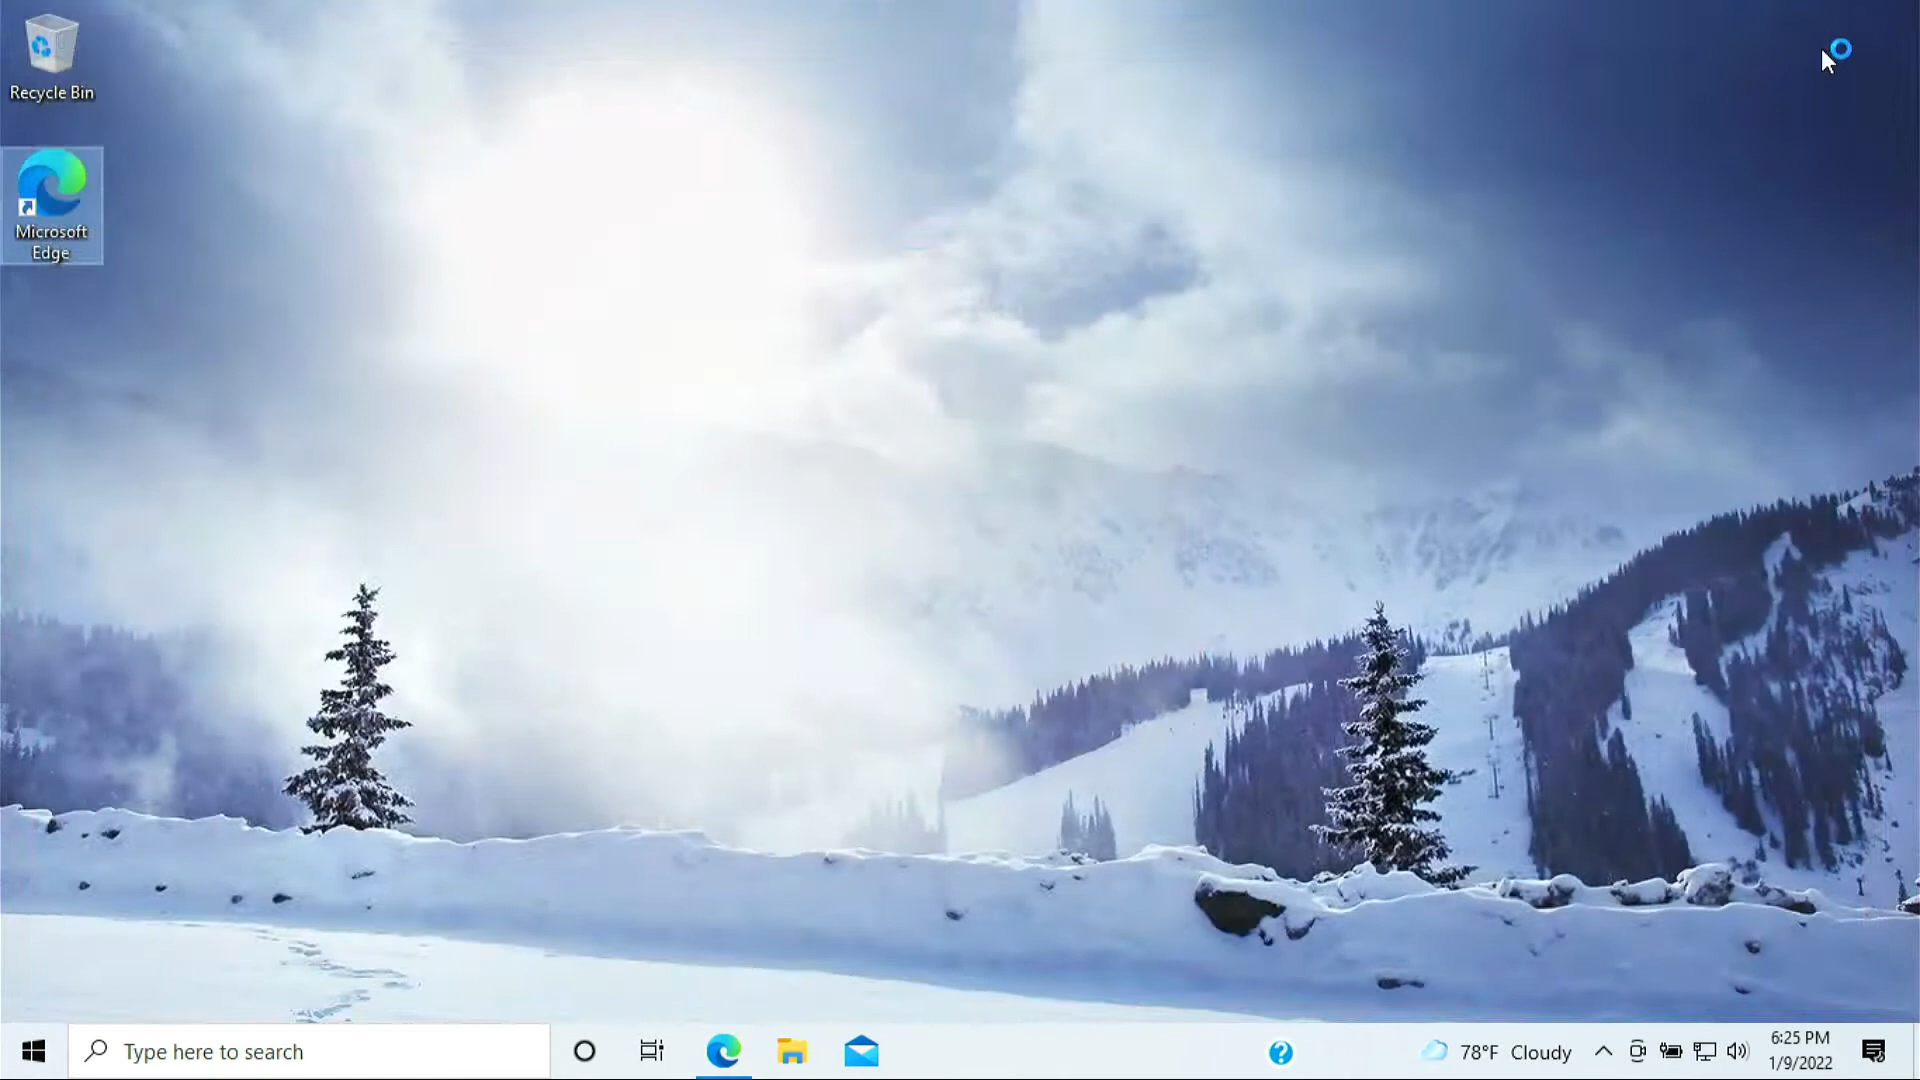 Recycle Bin
Microsoft
Edge
Type here to search
78°F Cloudy
6:25 PM
1/9/2022